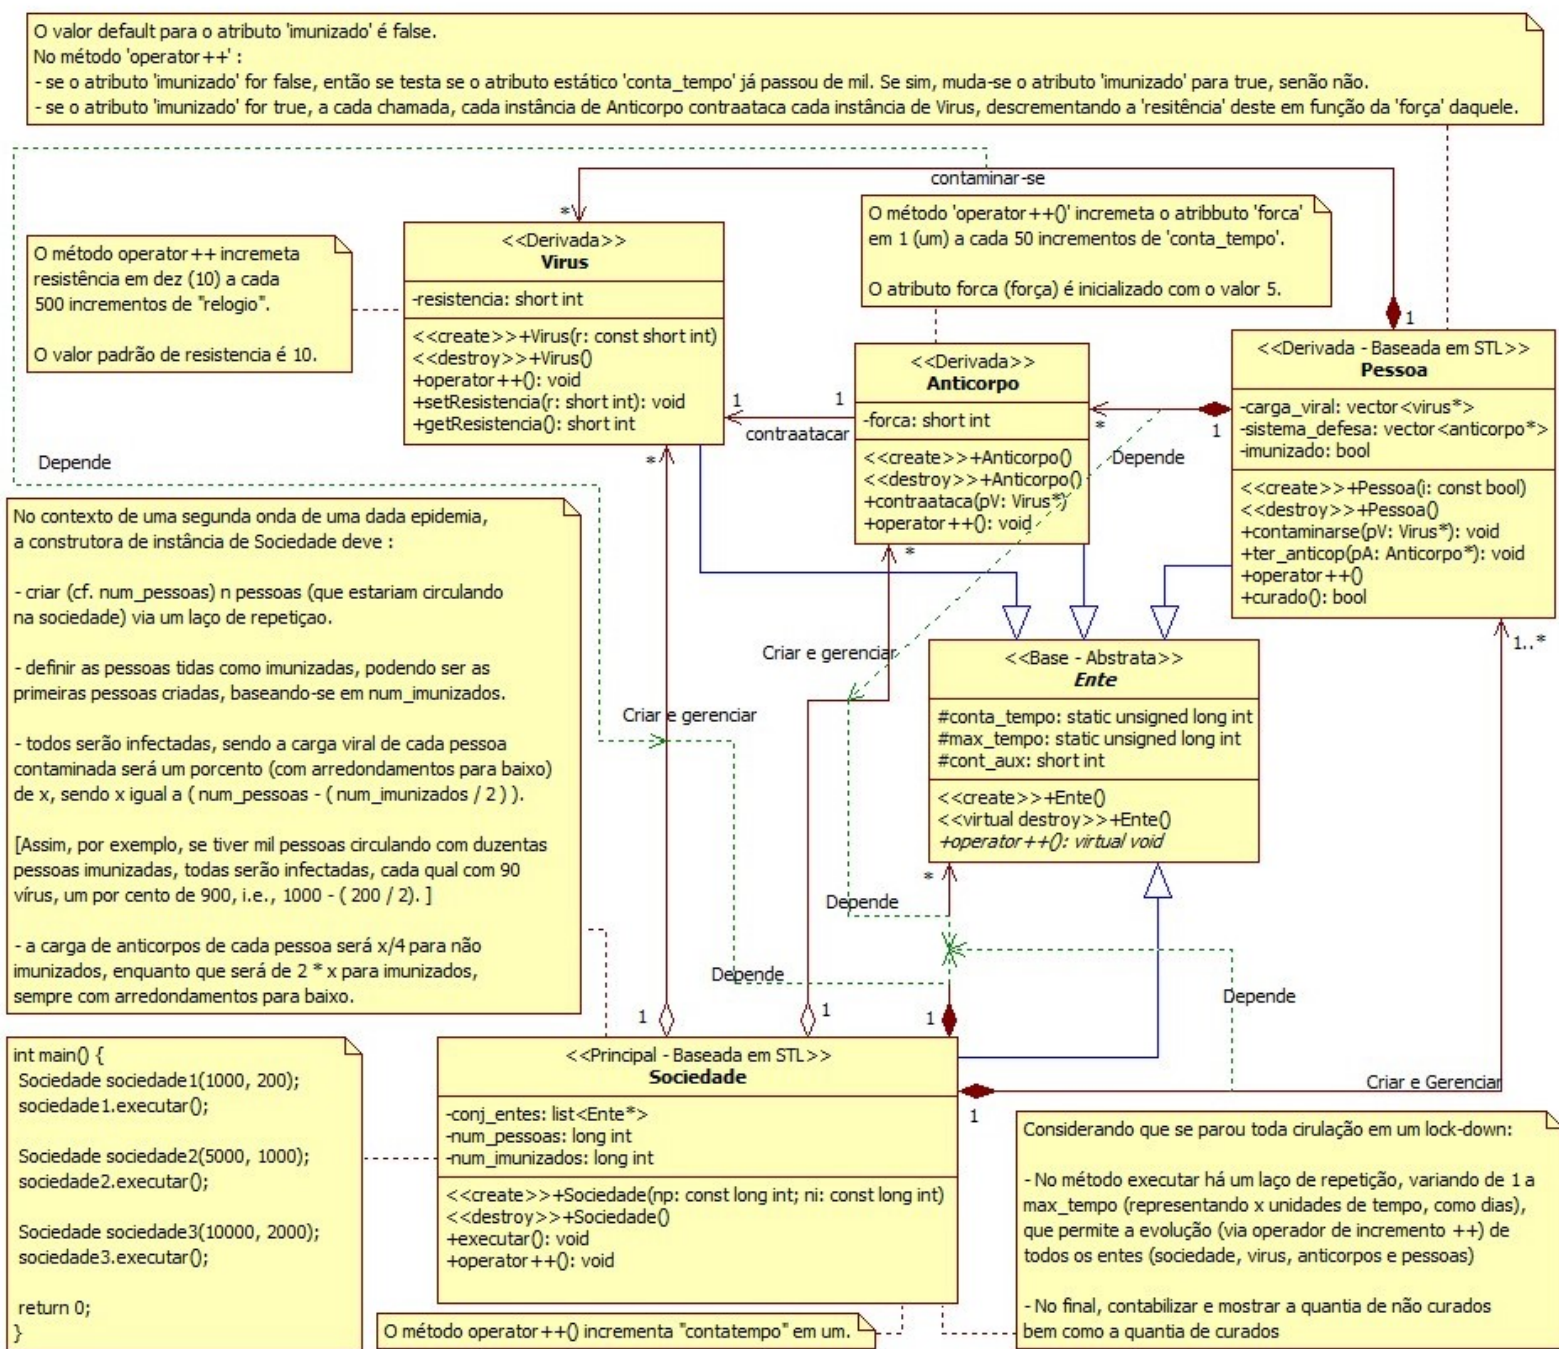 O valor default para o atributo 'imunizado' é false.
No método 'operator++' :
- se o atributo 'imunizado' for false, então se testa se o atributo estático 'conta_tempo' já passou de mil. Se sim, muda-se o atributo 'imunizado' para true, senão não.
- se o atributo 'imunizado' for true, a cada chamada, cada instância de Anticorpo contraataca cada instância de Virus, descrementando a 'resitência' deste em função da 'força' daquele.
contaminar-se
*
O método operator++ incremeta
resistência em dez (10) a cada
500 incrementos de "relogio".
O valor padrão de resistencia é 10.
<<Derivada>>
Virus
-resistencia: short int
<<create>>+Virus(r: const short int)
<<destroy>>+Virus()
+operator++(): void
+setResistencia(r: short int): void
+getResistencia(): short int
O método 'operator++()' incremeta o atribbuto 'forca'
em 1 (um) a cada 50 incrementos de 'conta_tempo'.
O atributo forca (força) é inicializado com o valor 5.
1
1
1
contraatacar
<<Derivada>>
Anticorpo
-forca: short int
<<create>>+Anticorpo()
<<destroy>>+Anticorpo()
+contraataca(pV: Virus*)
+operator++(): void
*
1
Depende
<<Derivada - Baseada em STL>>
Pessoa
-carga_viral: vector<virus*>
-sistema_defesa: vector<anticorpo*>
-imunizado: bool
<<create>>+Pessoa(i: const bool)
<<destroy>>+Pessoa()
+contaminarse(pV: Virus*): void
+ter_anticop(pA: Anticorpo*): void
+operator++()
+curado(): bool
Depende
*
*
1..*
No contexto de uma segunda onda de uma dada epidemia,
a construtora de instância de Sociedade deve :
- criar (cf. num_pessoas) n pessoas (que estariam circulando
na sociedade) via um laço de repetiçao.
- definir as pessoas tidas como imunizadas, podendo ser as
primeiras pessoas criadas, baseando-se em num_imunizados.
- todos serão infectadas, sendo a carga viral de cada pessoa
contaminada será um porcento (com arredondamentos para baixo)
de x, sendo x igual a ( num_pessoas - ( num_imunizados / 2 ) ).
[Assim, por exemplo, se tiver mil pessoas circulando com duzentas
pessoas imunizadas, todas serão infectadas, cada qual com 90
vírus, um por cento de 900, i.e., 1000 - ( 200 / 2). ]
- a carga de anticorpos de cada pessoa será x/4 para não
imunizados, enquanto que será de 2 * x para imunizados,
sempre com arredondamentos para baixo.
Criar e gerenciar
Criar e gerenciar
<<Base - Abstrata>>
Ente
#conta_tempo: static unsigned long int
#max_tempo: static unsigned long int
#cont_aux: short int
<<create>>+Ente()
<<virtual destroy>>+Ente()
+operator++(): virtual void
*
Depende
Depende
Depende
1
1
1
1
Criar e Gerenciar
int main() {
Sociedade sociedade1(1000, 200);
sociedade1.executar();
Sociedade sociedade2(5000, 1000);
sociedade2.executar();
Sociedade sociedade3(10000, 2000);
sociedade3.executar();
return 0;
}
<<Principal - Baseada em STL>>
Sociedade
-conj_entes: list<Ente*>
-num_pessoas: long int
-num_imunizados: long int
<<create>>+Sociedade(np: const long int; ni: const long int)
<<destroy>>+Sociedade()
+executar(): void
+operator++(): void
O método operator++() incrementa "contatempo" em um.
Considerando que se parou toda cirulação em um lock-down:
- No método executar há um laço de repetição, variando de 1 a
max_tempo (representando x unidades de tempo, como dias),
que permite a evolução (via operador de incremento ++) de
todos os entes (sociedade, virus, anticorpos e pessoas)
- No final, contabilizar e mostrar a quantia de não curados
bem como a quantia de curados